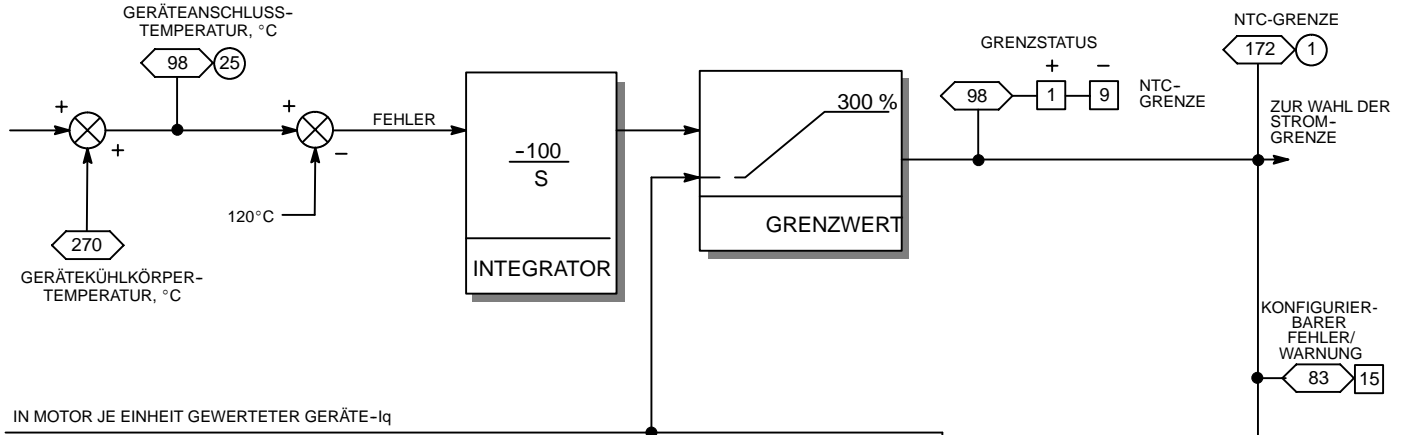 GERÄTEANSCHLUSS-
TEMPERATUR, °C
98 25
NTC-GRENZE
172 1
GRENZSTATUS
+ −
98 1 9
NTC-
GRENZE
300 %
ZUR WAHL DER
STROM-
GRENZE
+
+
+
−
FEHLER
-100
S
INTEGRATOR
GRENZWERT
120°C
270
GERÄTEKÜHLKÖRPER-
TEMPERATUR, °C
KONFIGURIER-
BARER
FEHLER/
WARNUNG
83 15
IN MOTOR JE EINHEIT GEWERTETER GERÄTE-Iq